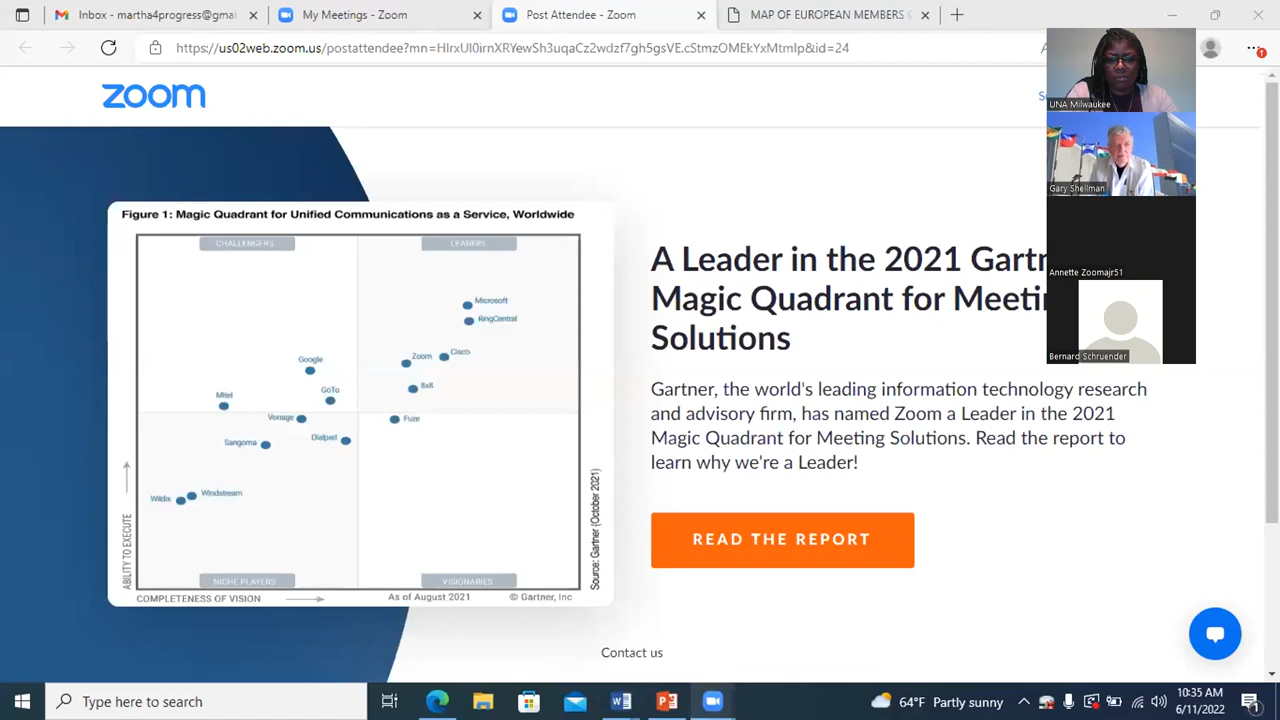 Inbox - martha4progress@gmai
My Meetings - Zoom
Post Attendee - Zoom
MAP OF EUROPEAN MEMBERS
https://us02web.zoom.us/postattendee?mn=
&id=24
zoom
UNA Milwaukee
Gary Shellman
Annette Zoomajr51
Bernard Schruender
Figure 1: Magic Quadrant for Unified Communications as a Service, Worldwide
CHALLENGERS
LEADERS
Microsoft
RingCentral
Zoom
Cisco
Google
8x8
GoTo
Mitel
Vonage
Fuze
Sangoma
Dialpad
Wildix
Windstream
ABILITY TO EXECUTE
Source: Gartner (October 2021)
NICHE PLAYERS
VISIONARIES
COMPLETENESS OF VISION
As of August 2021
© Gartner, Inc
A Leader in the 2021 Gartn
Magic Quadrant for Meeti
Solutions
Gartner, the world's leading information technology research
and advisory firm, has named Zoom a Leader in the 2021
Magic Quadrant for Meeting Solutions. Read the report to
learn why we're a Leader!
READ THE REPORT
Contact us
Type here to search
64°F Partly sunny
10:35 AM
6/11/2022